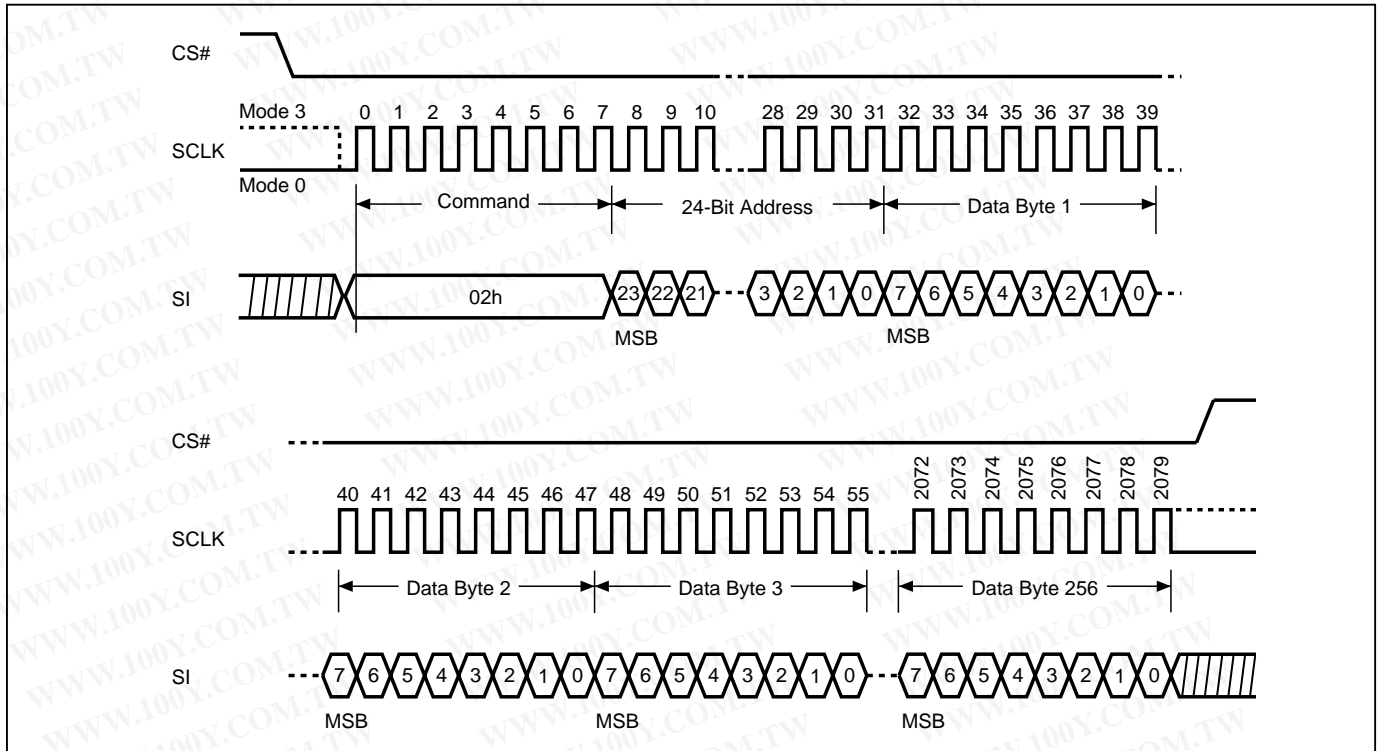 CS#
Mode 3
0 1 2 3 4 5 6 7 8 9 10 28 29 30 31 32 33 34 35 36 37 38 39
SCLK
Mode 0
Command 24-Bit Address Data Byte 1
SI 02h 23 22 21 3 2 1 0 7 6 5 4 3 2 1 0
MSB MSB
CS#
2072 2073 2074 2075 2076 2077 2078 2079
40 41 42 43 44 45 46 47 48 49 50 51 52 53 54 55
SCLK
Data Byte 2 Data Byte 3 Data Byte 256
SI 7 6 5 4 3 2 1 0 7 6 5 4 3 2 1 0 7 6 5 4 3 2 1 0
MSB MSB MSB
WWW.100Y.COM.TW